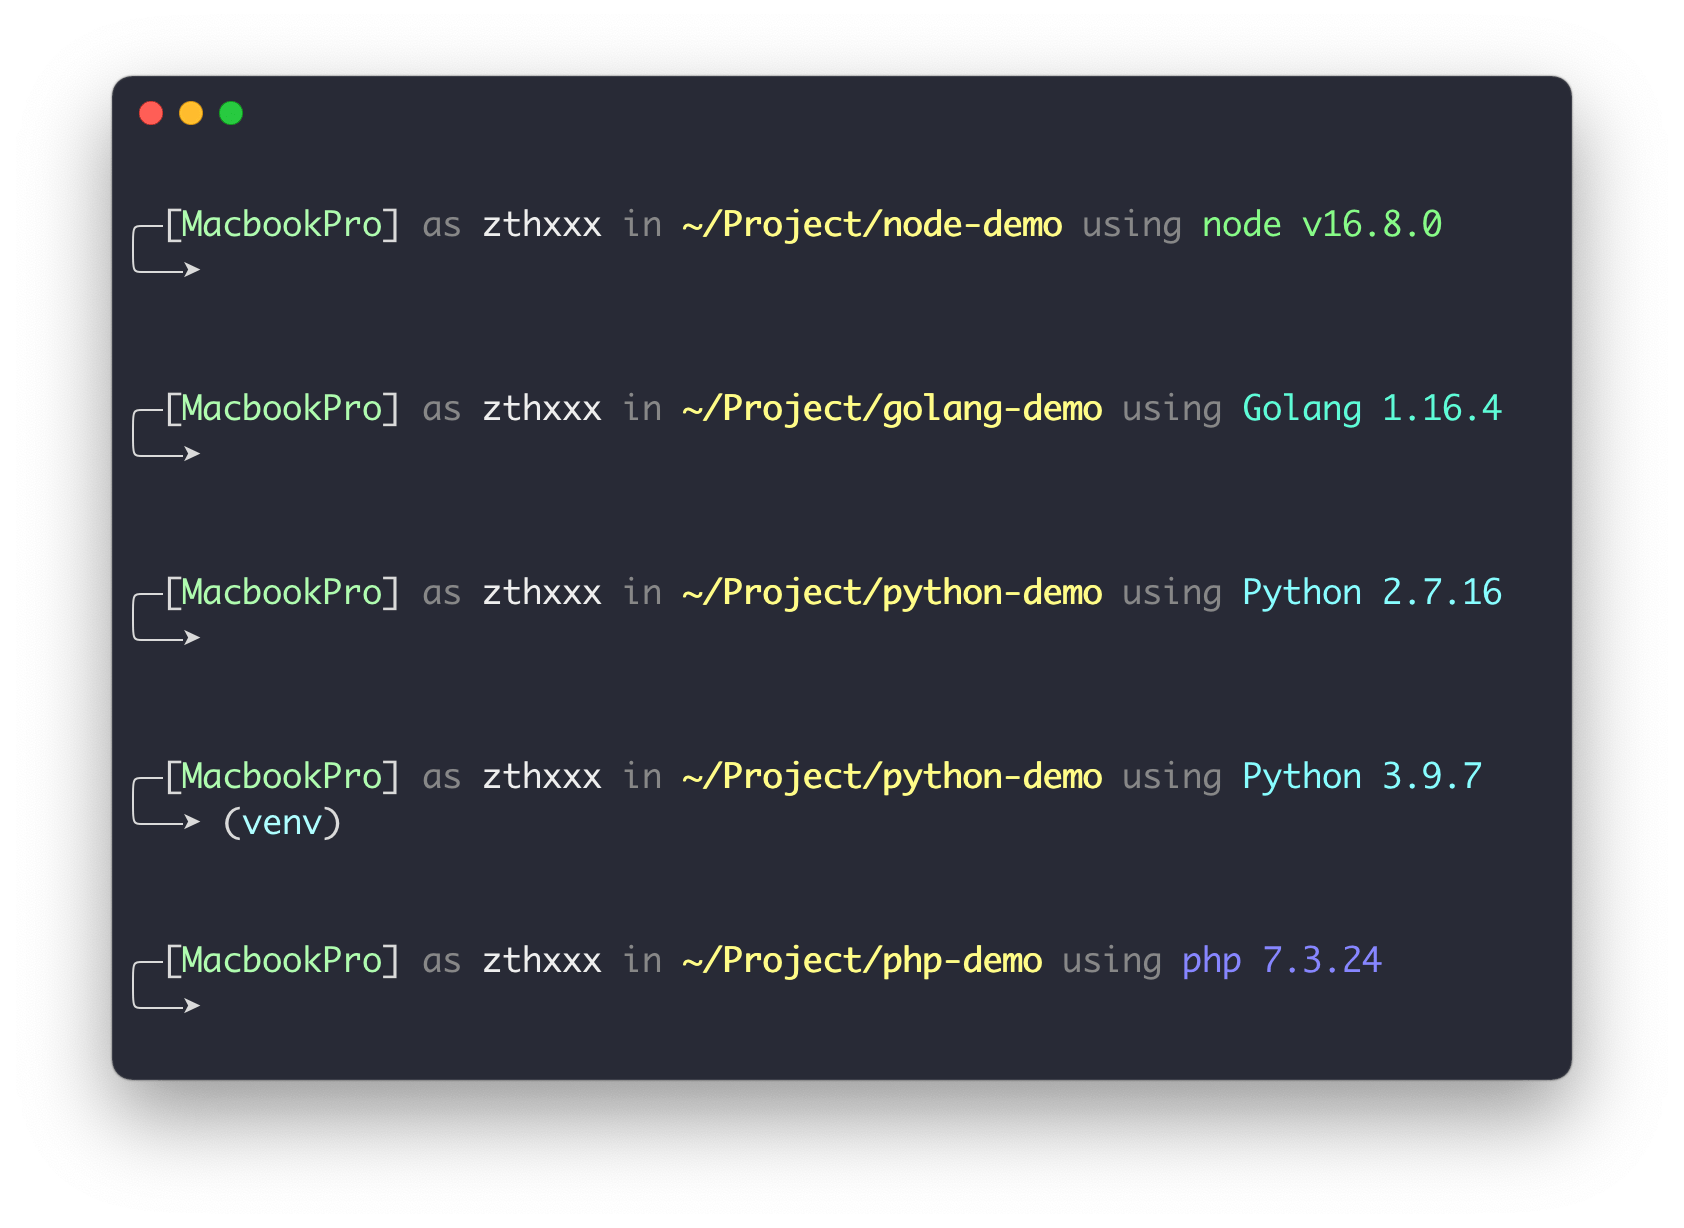 ╭─[MacbookPro] as zthxxx in ~/Project/node-demo using node v16.8.0
╰──➤
╭─[MacbookPro] as zthxxx in ~/Project/golang-demo using Golang 1.16.4
╰──➤
╭─[MacbookPro] as zthxxx in ~/Project/python-demo using Python 2.7.16
╰──➤
╭─[MacbookPro] as zthxxx in ~/Project/python-demo using Python 3.9.7
╰──➤ (venv)
╭─[MacbookPro] as zthxxx in ~/Project/php-demo using php 7.3.24
╰──➤